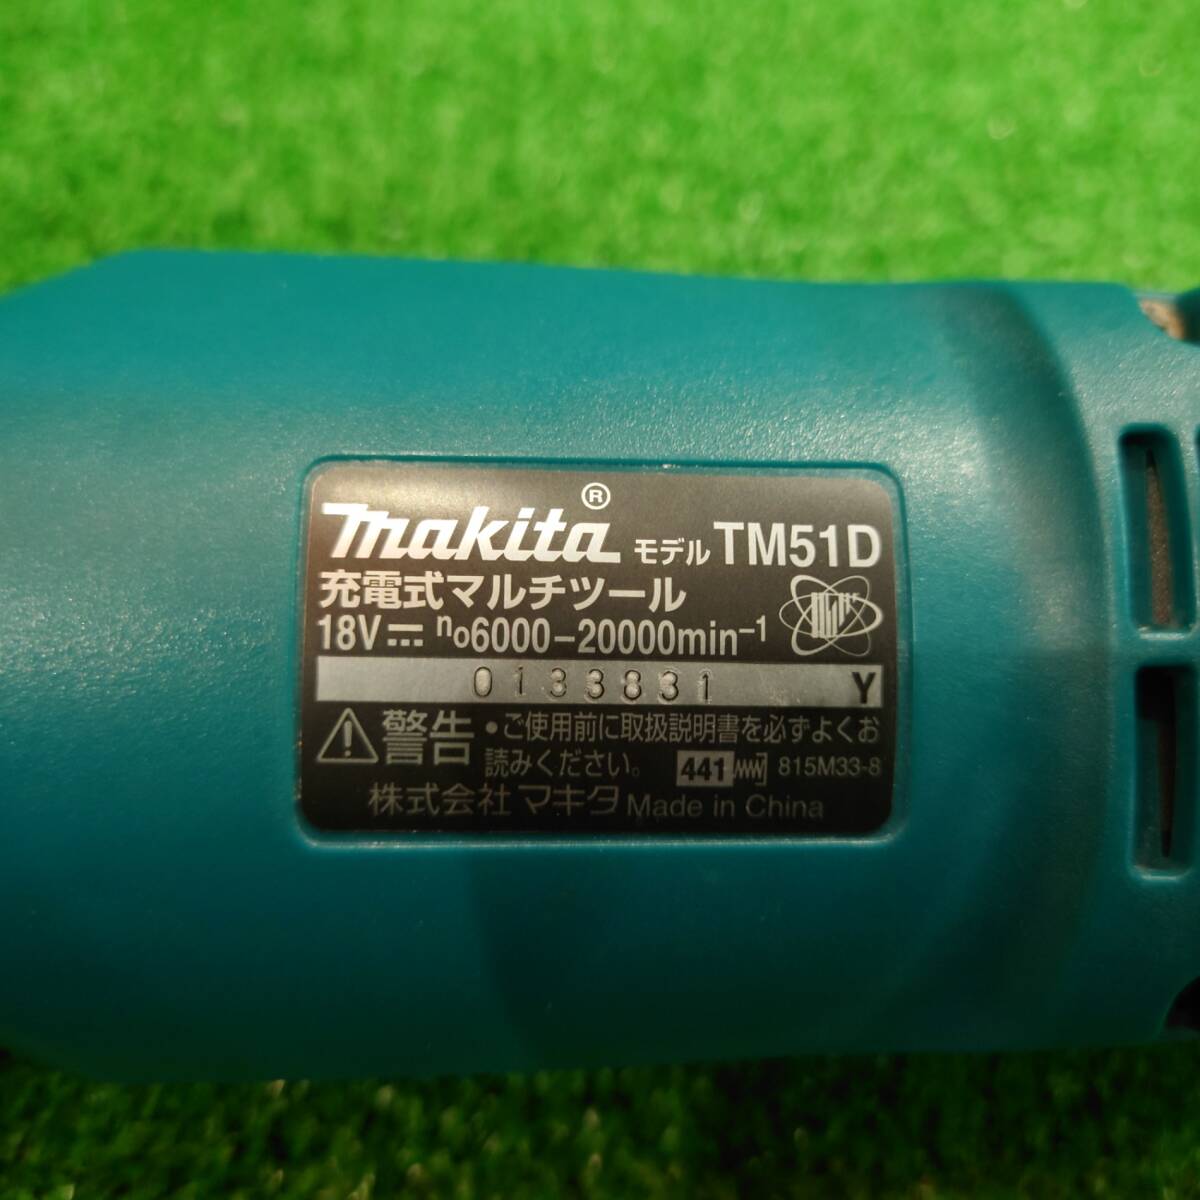 makita® モデル TM51D
充電式マルチツール
18V⎓ n₀6000-20000min⁻¹
0133831 Y
警告 •ご使用前に取扱説明書を必ずよくお
読みください。 441 815M33-8
株式会社 マキタ Made in China